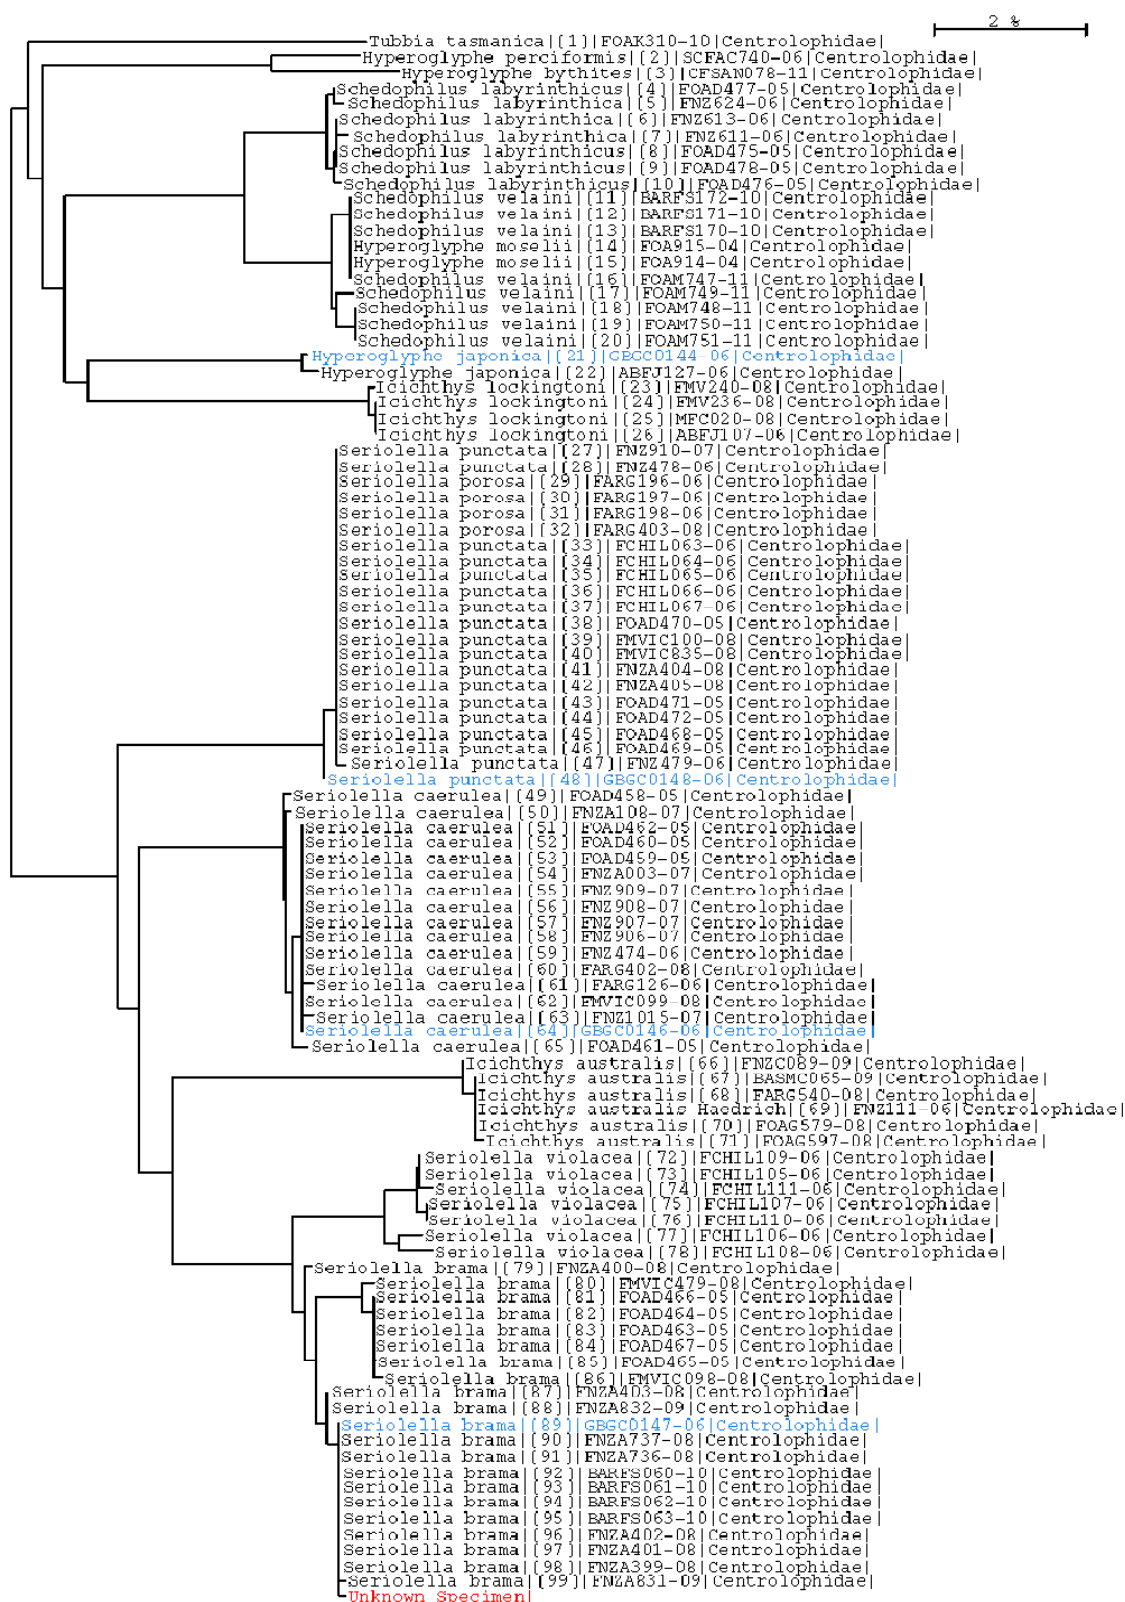 2 %
Tubbia tasmanica|[1]|FOAK310-10|Centrolophidae|
Hyperoglyphe perciformis|[2]|SCFAC740-06|Centrolophidae|
Hyperoglyphe bythites|[3]|CFSAN078-11|Centrolophidae|
Schedophilus labyrinthicus|[4]|FOAD477-05|Centrolophidae|
Schedophilus labyrinthica|[5]|FNZ624-06|Centrolophidae|
Schedophilus labyrinthica|[6]|FNZ613-06|Centrolophidae|
Schedophilus labyrinthica|[7]|FNZ611-06|Centrolophidae|
Schedophilus labyrinthicus|[8]|FOAD475-05|Centrolophidae|
Schedophilus labyrinthicus|[9]|FOAD478-05|Centrolophidae|
Schedophilus labyrinthicus|[10]|FOAD476-05|Centrolophidae|
Schedophilus velaini|[11]|BARFS172-10|Centrolophidae|
Schedophilus velaini|[12]|BARFS171-10|Centrolophidae|
Schedophilus velaini|[13]|BARFS170-10|Centrolophidae|
Hyperoglyphe moselii|[14]|FOA915-04|Centrolophidae|
Hyperoglyphe moselii|[15]|FOA914-04|Centrolophidae|
Schedophilus velaini|[16]|FOAM747-11|Centrolophidae|
Schedophilus velaini|[17]|FOAM749-11|Centrolophidae|
Schedophilus velaini|[18]|FOAM748-11|Centrolophidae|
Schedophilus velaini|[19]|FOAM750-11|Centrolophidae|
Schedophilus velaini|[20]|FOAM751-11|Centrolophidae|
Hyperoglyphe japonica|[21]|GBGC0144-06|Centrolophidae|
Hyperoglyphe japonica|[22]|ABFJ127-06|Centrolophidae|
Icichthys lockingtoni|[23]|FMV240-08|Centrolophidae|
Icichthys lockingtoni|[24]|FMV236-08|Centrolophidae|
Icichthys lockingtoni|[25]|MFC020-08|Centrolophidae|
Icichthys lockingtoni|[26]|ABFJ107-06|Centrolophidae|
Seriolella punctata|[27]|FNZ910-07|Centrolophidae|
Seriolella punctata|[28]|FNZ478-06|Centrolophidae|
Seriolella porosa|[29]|FARG196-06|Centrolophidae|
Seriolella porosa|[30]|FARG197-06|Centrolophidae|
Seriolella porosa|[31]|FARG198-06|Centrolophidae|
Seriolella porosa|[32]|FARG403-08|Centrolophidae|
Seriolella punctata|[33]|FCHIL063-06|Centrolophidae|
Seriolella punctata|[34]|FCHIL064-06|Centrolophidae|
Seriolella punctata|[35]|FCHIL065-06|Centrolophidae|
Seriolella punctata|[36]|FCHIL066-06|Centrolophidae|
Seriolella punctata|[37]|FCHIL067-06|Centrolophidae|
Seriolella punctata|[38]|FOAD470-05|Centrolophidae|
Seriolella punctata|[39]|FMVIC100-08|Centrolophidae|
Seriolella punctata|[40]|FMVIC835-08|Centrolophidae|
Seriolella punctata|[41]|FNZA404-08|Centrolophidae|
Seriolella punctata|[42]|FNZA405-08|Centrolophidae|
Seriolella punctata|[43]|FOAD471-05|Centrolophidae|
Seriolella punctata|[44]|FOAD472-05|Centrolophidae|
Seriolella punctata|[45]|FOAD468-05|Centrolophidae|
Seriolella punctata|[46]|FOAD469-05|Centrolophidae|
Seriolella punctata|[47]|FNZ479-06|Centrolophidae|
Seriolella punctata|[48]|GBGC0148-06|Centrolophidae|
Seriolella caerulea|[49]|FOAD458-05|Centrolophidae|
Seriolella caerulea|[50]|FNZA108-07|Centrolophidae|
Seriolella caerulea|[51]|FOAD462-05|Centrolophidae|
Seriolella caerulea|[52]|FOAD460-05|Centrolophidae|
Seriolella caerulea|[53]|FOAD459-05|Centrolophidae|
Seriolella caerulea|[54]|FNZA003-07|Centrolophidae|
Seriolella caerulea|[55]|FNZ909-07|Centrolophidae|
Seriolella caerulea|[56]|FNZ908-07|Centrolophidae|
Seriolella caerulea|[57]|FNZ907-07|Centrolophidae|
Seriolella caerulea|[58]|FNZ906-07|Centrolophidae|
Seriolella caerulea|[59]|FNZ474-06|Centrolophidae|
Seriolella caerulea|[60]|FARG402-08|Centrolophidae|
Seriolella caerulea|[61]|FARG126-06|Centrolophidae|
Seriolella caerulea|[62]|FMVIC099-08|Centrolophidae|
Seriolella caerulea|[63]|FNZ1015-07|Centrolophidae|
Seriolella caerulea|[64]|GBGC0146-06|Centrolophidae|
Seriolella caerulea|[65]|FOAD461-05|Centrolophidae|
Icichthys australis|[66]|FNZC089-09|Centrolophidae|
Icichthys australis|[67]|BASMC065-09|Centrolophidae|
Icichthys australis|[68]|FARG540-08|Centrolophidae|
Icichthys australis Haedrich|[69]|FNZ111-06|Centrolophidae|
Icichthys australis|[70]|FOAG579-08|Centrolophidae|
Icichthys australis|[71]|FOAG597-08|Centrolophidae|
Seriolella violacea|[72]|FCHIL109-06|Centrolophidae|
Seriolella violacea|[73]|FCHIL105-06|Centrolophidae|
Seriolella violacea|[74]|FCHIL111-06|Centrolophidae|
Seriolella violacea|[75]|FCHIL107-06|Centrolophidae|
Seriolella violacea|[76]|FCHIL110-06|Centrolophidae|
Seriolella violacea|[77]|FCHIL106-06|Centrolophidae|
Seriolella violacea|[78]|FCHIL108-06|Centrolophidae|
Seriolella brama|[79]|FNZA400-08|Centrolophidae|
Seriolella brama|[80]|FMVIC479-08|Centrolophidae|
Seriolella brama|[81]|FOAD466-05|Centrolophidae|
Seriolella brama|[82]|FOAD464-05|Centrolophidae|
Seriolella brama|[83]|FOAD463-05|Centrolophidae|
Seriolella brama|[84]|FOAD467-05|Centrolophidae|
Seriolella brama|[85]|FOAD465-05|Centrolophidae|
Seriolella brama|[86]|FMVIC098-08|Centrolophidae|
Seriolella brama|[87]|FNZA403-08|Centrolophidae|
Seriolella brama|[88]|FNZA832-09|Centrolophidae|
Seriolella brama|[89]|GBGC0147-06|Centrolophidae|
Seriolella brama|[90]|FNZA737-08|Centrolophidae|
Seriolella brama|[91]|FNZA736-08|Centrolophidae|
Seriolella brama|[92]|BARFS060-10|Centrolophidae|
Seriolella brama|[93]|BARFS061-10|Centrolophidae|
Seriolella brama|[94]|BARFS062-10|Centrolophidae|
Seriolella brama|[95]|BARFS063-10|Centrolophidae|
Seriolella brama|[96]|FNZA402-08|Centrolophidae|
Seriolella brama|[97]|FNZA401-08|Centrolophidae|
Seriolella brama|[98]|FNZA399-08|Centrolophidae|
Seriolella brama|[99]|FNZA831-09|Centrolophidae|
Unknown Specimen|